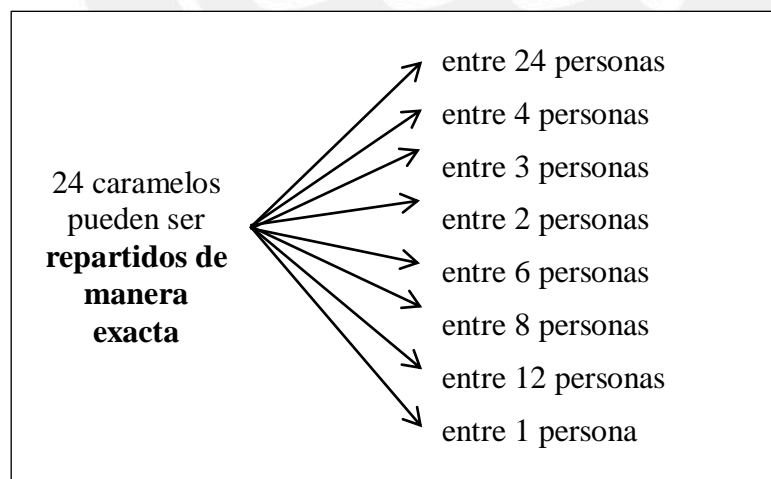 24 caramelos
pueden ser
repartidos de
manera
exacta
entre 24 personas
entre 4 personas
entre 3 personas
entre 2 personas
entre 6 personas
entre 8 personas
entre 12 personas
entre 1 persona